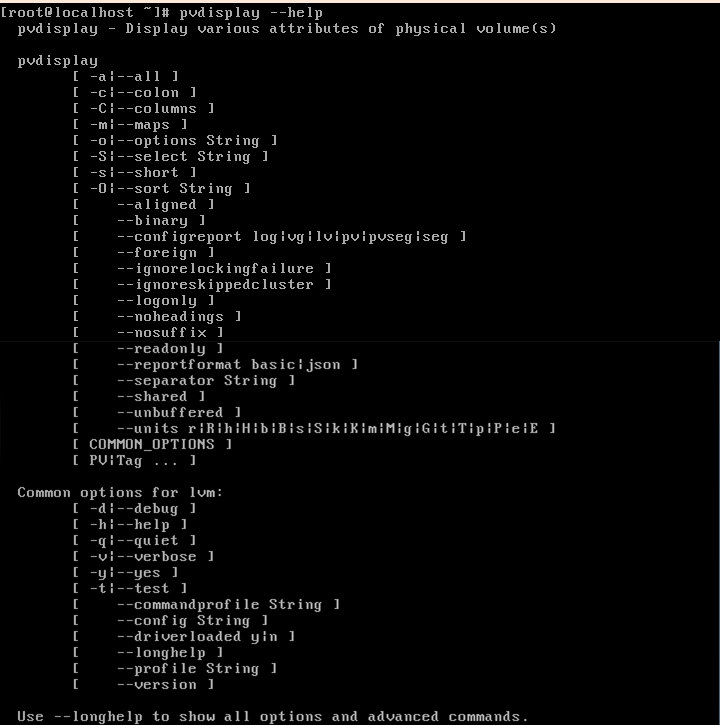 [root@localhost ~]# pvdisplay --help
  pvdisplay - Display various attributes of physical volume(s)

  pvdisplay
        [ -a|--all ]
        [ -c|--colon ]
        [ -C|--columns ]
        [ -m|--maps ]
        [ -o|--options String ]
        [ -S|--select String ]
        [ -s|--short ]
        [ -O|--sort String ]
        [    --aligned ]
        [    --binary ]
        [    --configreport log|vg|lv|pv|pvseg|seg ]
        [    --foreign ]
        [    --ignorelockingfailure ]
        [    --ignoreskippedcluster ]
        [    --logonly ]
        [    --noheadings ]
        [    --nosuffix ]
        [    --readonly ]
        [    --reportformat basic|json ]
        [    --separator String ]
        [    --shared ]
        [    --unbuffered ]
        [    --units r|R|h|H|b|B|s|S|k|K|m|M|g|G|t|T|p|P|e|E ]
        [ COMMON_OPTIONS ]
        [ PV|Tag ... ]

  Common options for lvm:
        [ -d|--debug ]
        [ -h|--help ]
        [ -q|--quiet ]
        [ -v|--verbose ]
        [ -y|--yes ]
        [ -t|--test ]
        [    --commandprofile String ]
        [    --config String ]
        [    --driverloaded y|n ]
        [    --longhelp ]
        [    --profile String ]
        [    --version ]

  Use --longhelp to show all options and advanced commands.